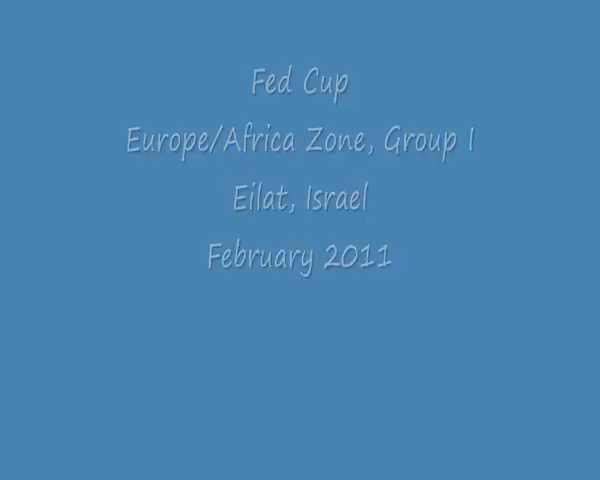 Fed Cup
Europe/Africa Zone, Group I
Eilat, Israel
February 2011